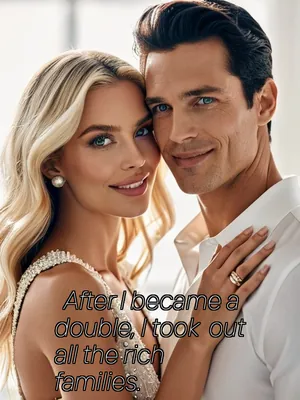 After I became a
double, I took out
all the rich
families.